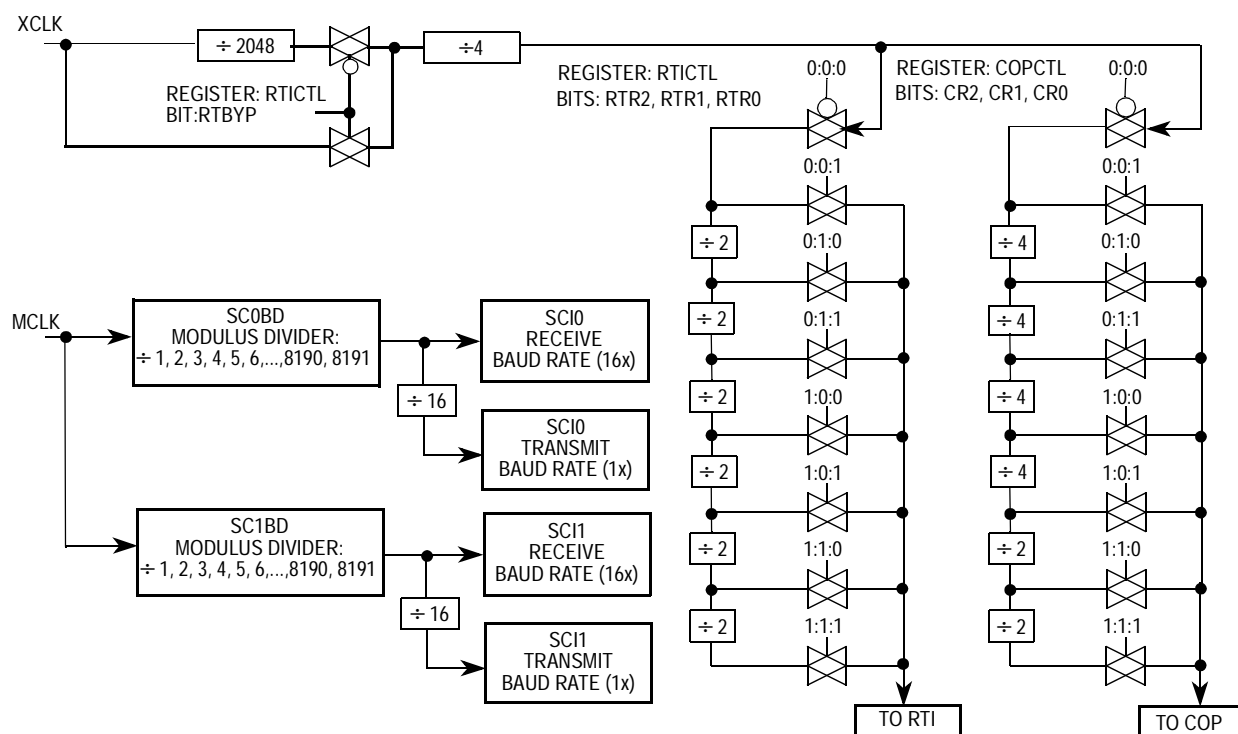 XCLK
÷ 2048
÷4
REGISTER: RTICTL
BIT:RTBYP
REGISTER: RTICTL
BITS: RTR2, RTR1, RTR0
0:0:0
REGISTER: COPCTL
BITS: CR2, CR1, CR0
0:0:0
0:0:1
÷ 2
0:1:0
÷ 2
0:1:1
÷ 2
1:0:0
÷ 2
1:0:1
÷ 2
1:1:0
÷ 2
1:1:1
TO RTI
0:0:1
÷ 4
0:1:0
÷ 4
0:1:1
÷ 4
1:0:0
÷ 4
1:0:1
÷ 2
1:1:0
÷ 2
1:1:1
TO COP
MCLK
SC0BD
MODULUS DIVIDER:
÷ 1, 2, 3, 4, 5, 6,...,8190, 8191
SCI0
RECEIVE
BAUD RATE (16x)
÷ 16
SCI0
TRANSMIT
BAUD RATE (1x)
SC1BD
MODULUS DIVIDER:
÷ 1, 2, 3, 4, 5, 6,...,8190, 8191
SCI1
RECEIVE
BAUD RATE (16x)
÷ 16
SCI1
TRANSMIT
BAUD RATE (1x)